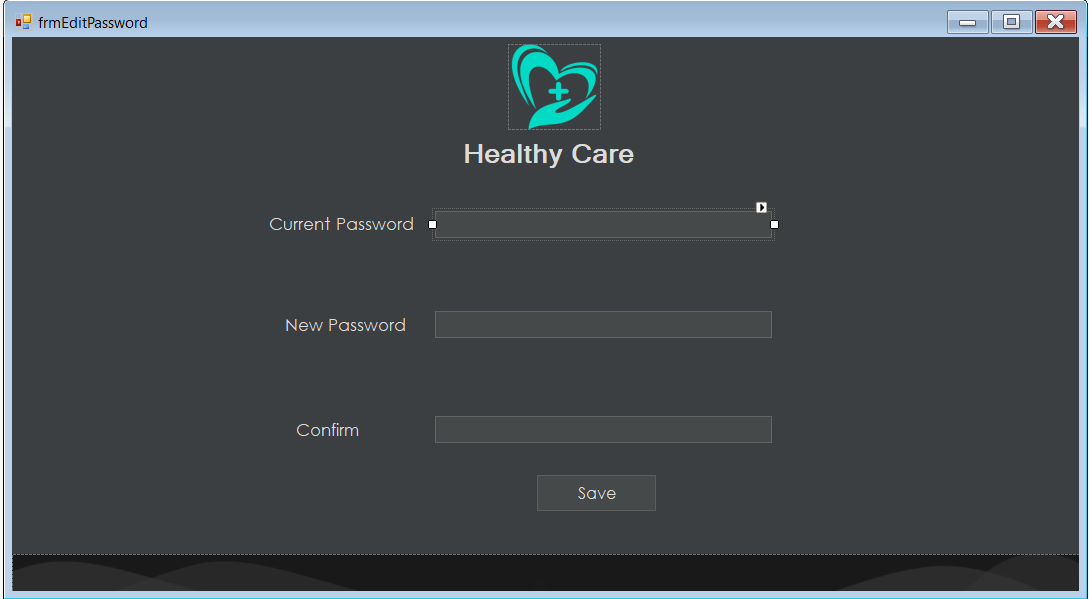 frmEditPassword
Healthy Care
Current Password
New Password
Confirm
Save